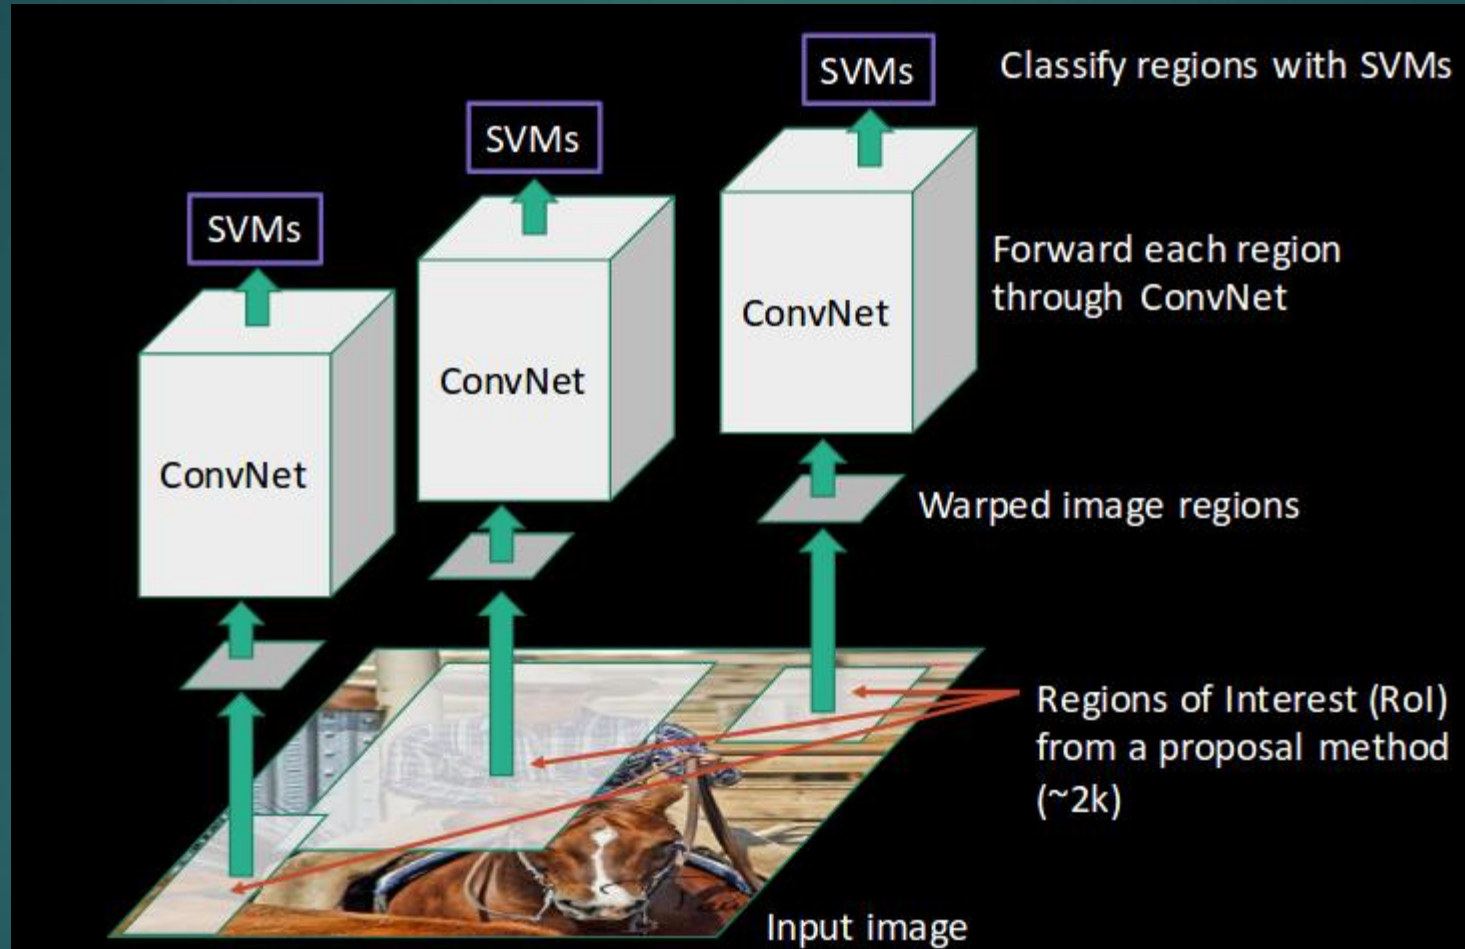 SVMs
Classify regions with SVMs
SVMs
SVMs
Forward each region
through ConvNet
ConvNet
ConvNet
ConvNet
Warped image regions
Regions of Interest (RoI)
from a proposal method
(~2k)
Input image